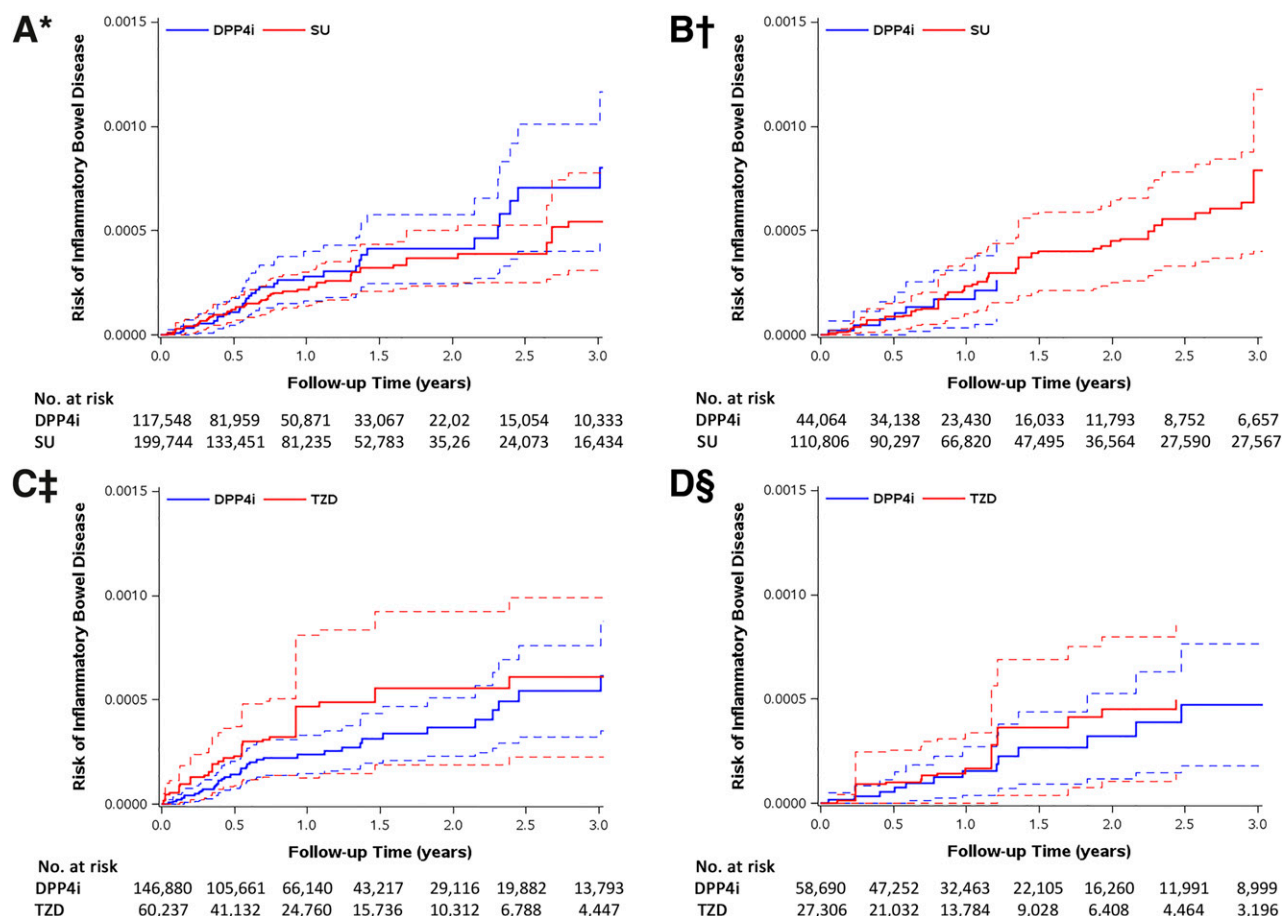 A*
DPP4i SU
Risk of Inflammatory Bowel Disease
0.0015
0.0010
0.0005
0.0000
0.0 0.5 1.0 1.5 2.0 2.5 3.0
Follow-up Time (years)
No. at risk
DPP4i 117,548 81,959 50,871 33,067 22,02 15,054 10,333
SU 199,744 133,451 81,235 52,783 35,26 24,073 16,434
B†
DPP4i SU
Risk of Inflammatory Bowel Disease
0.0015
0.0010
0.0005
0.0000
0.0 0.5 1.0 1.5 2.0 2.5 3.0
Follow-up Time (years)
No. at risk
DPP4i 44,064 34,138 23,430 16,033 11,793 8,752 6,657
SU 110,806 90,297 66,820 47,495 36,564 27,590 27,567
C‡
DPP4i TZD
Risk of Inflammatory Bowel Disease
0.0015
0.0010
0.0005
0.0000
0.0 0.5 1.0 1.5 2.0 2.5 3.0
Follow-up Time (years)
No. at risk
DPP4i 146,880 105,661 66,140 43,217 29,116 19,882 13,793
TZD 60,237 41,132 24,760 15,736 10,312 6,788 4,447
D§
DPP4i TZD
Risk of Inflammatory Bowel Disease
0.0015
0.0010
0.0005
0.0000
0.0 0.5 1.0 1.5 2.0 2.5 3.0
Follow-up Time (years)
No. at risk
DPP4i 58,690 47,252 32,463 22,105 16,260 11,991 8,999
TZD 27,306 21,032 13,784 9,028 6,408 4,464 3,196